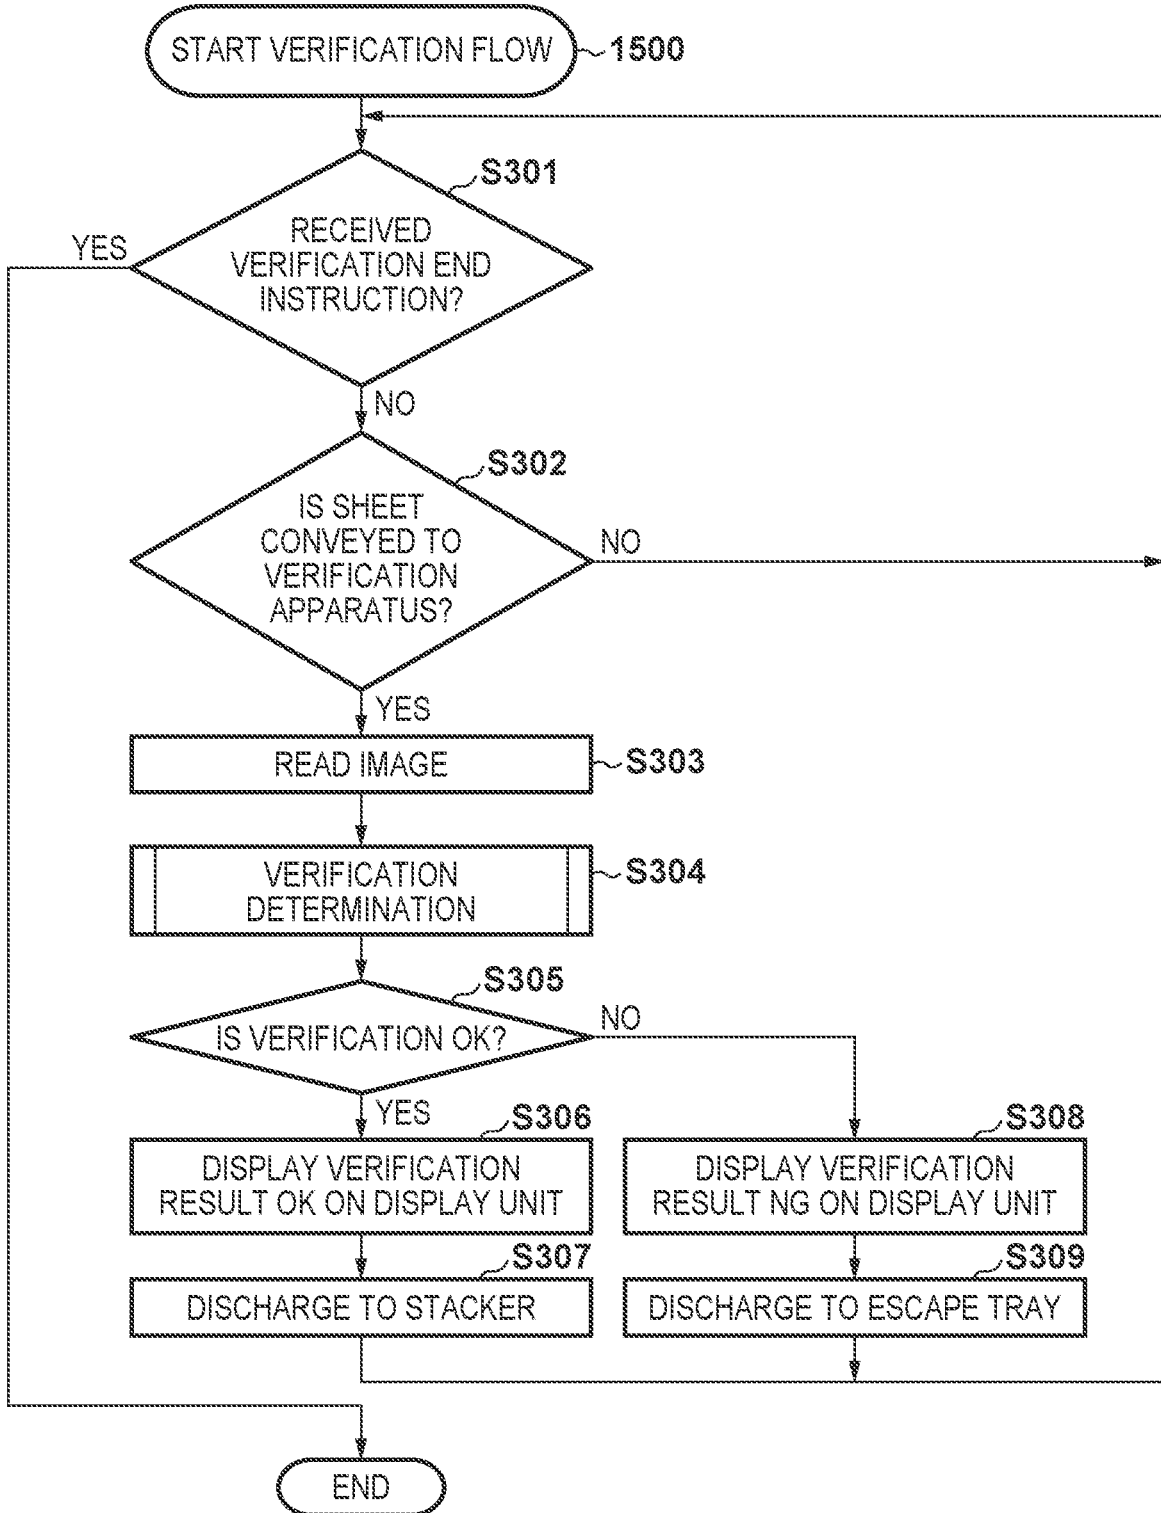 START VERIFICATION FLOW
1500
S301
RECEIVED
VERIFICATION END
INSTRUCTION?
YES
NO
S302
IS SHEET
CONVEYED TO
VERIFICATION
APPARATUS?
NO
YES
READ IMAGE
S303
VERIFICATION
DETERMINATION
S304
S305
IS VERIFICATION OK?
NO
YES
S306
DISPLAY VERIFICATION
RESULT OK ON DISPLAY UNIT
S308
DISPLAY VERIFICATION
RESULT NG ON DISPLAY UNIT
S307
DISCHARGE TO STACKER
S309
DISCHARGE TO ESCAPE TRAY
END